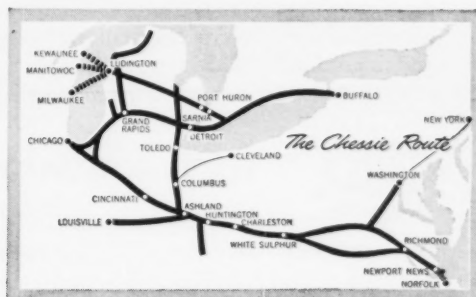 KEWAUNEE
LUDINGTON
MANITOWOC
MILWAUKEE
PORT HURON
BUFFALO
SARNIA
GRAND
RAPIDS
DETROIT
NEW YORK
The Chessie Route
CHICAGO
TOLEDO
CLEVELAND
WASHINGTON
COLUMBUS
CINCINNATI
ASHLAND
LOUISVILLE
HUNTINGTON
CHARLESTON
RICHMOND
WHITE SULPHUR
NEWPORT NEWS
NORFOLK